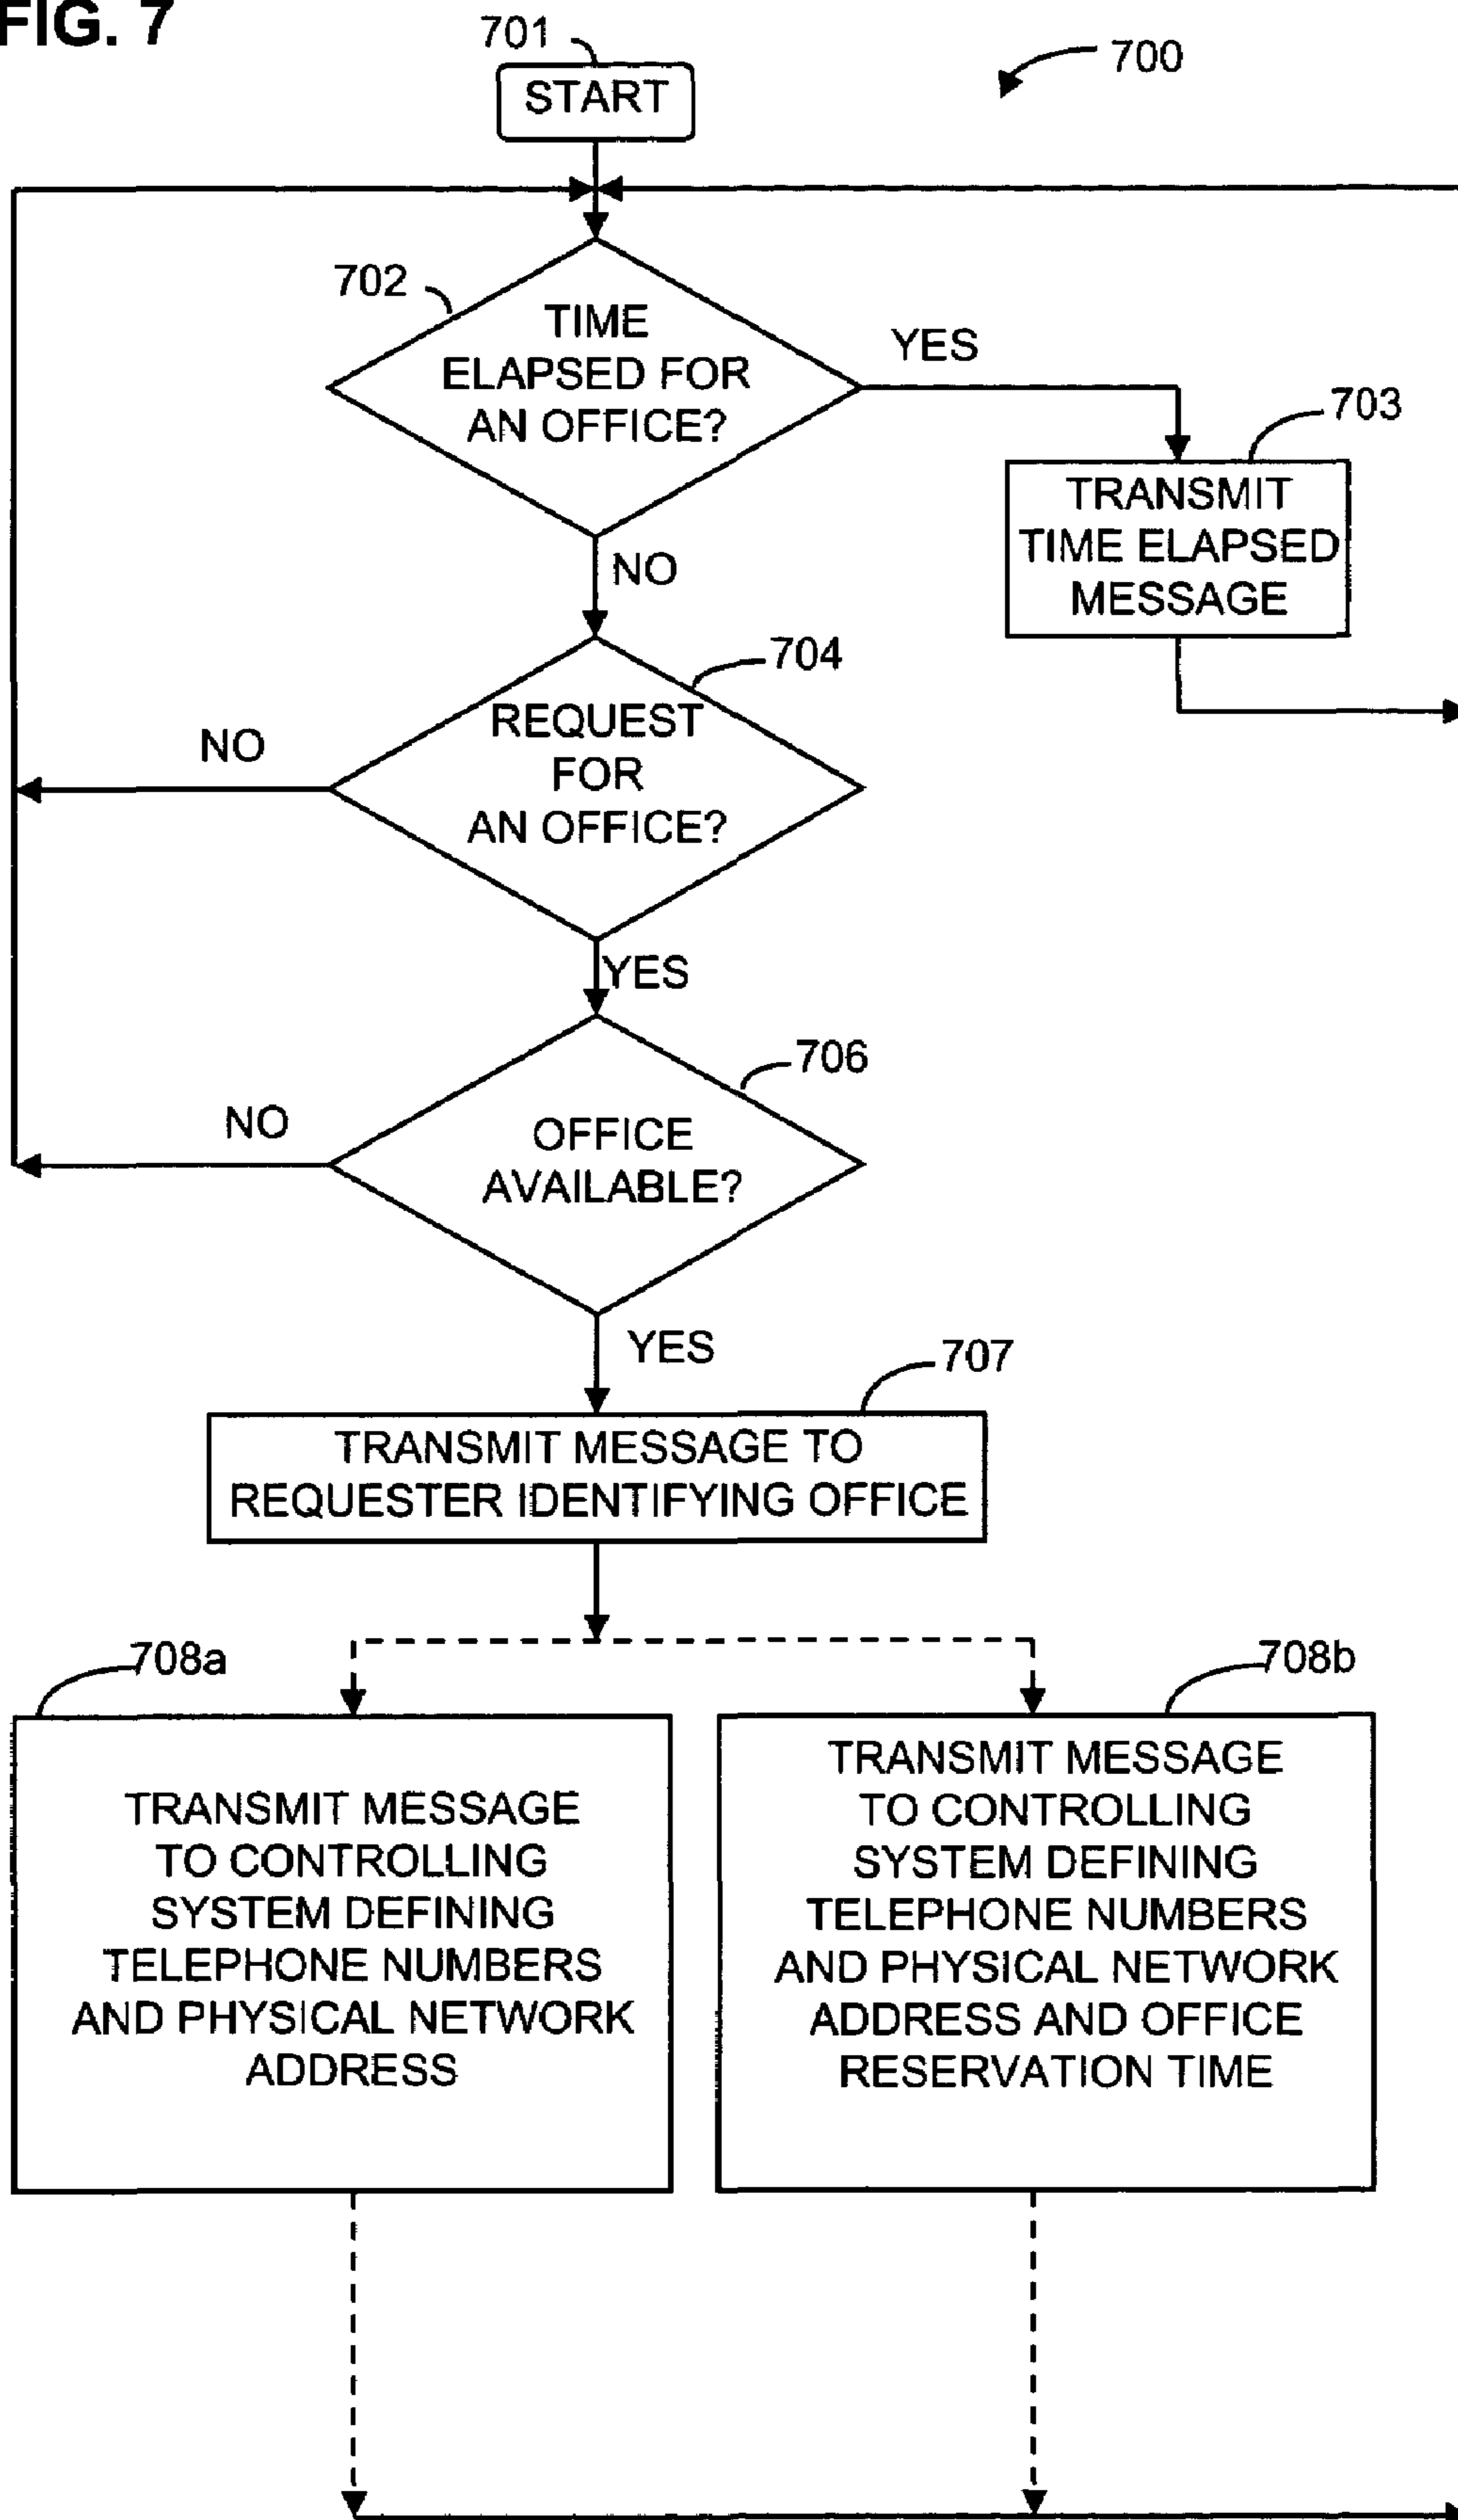 FIG. 7
701
700
START
702
TIME
ELAPSED FOR
AN OFFICE?
YES
703
TRANSMIT
TIME ELAPSED
MESSAGE
NO
704
REQUEST
FOR
AN OFFICE?
NO
YES
706
OFFICE
AVAILABLE?
NO
YES
707
TRANSMIT MESSAGE TO
REQUESTER IDENTIFYING OFFICE
708a
TRANSMIT MESSAGE
TO CONTROLLING
SYSTEM DEFINING
TELEPHONE NUMBERS
AND PHYSICAL NETWORK
ADDRESS
708b
TRANSMIT MESSAGE
TO CONTROLLING
SYSTEM DEFINING
TELEPHONE NUMBERS
AND PHYSICAL NETWORK
ADDRESS AND OFFICE
RESERVATION TIME